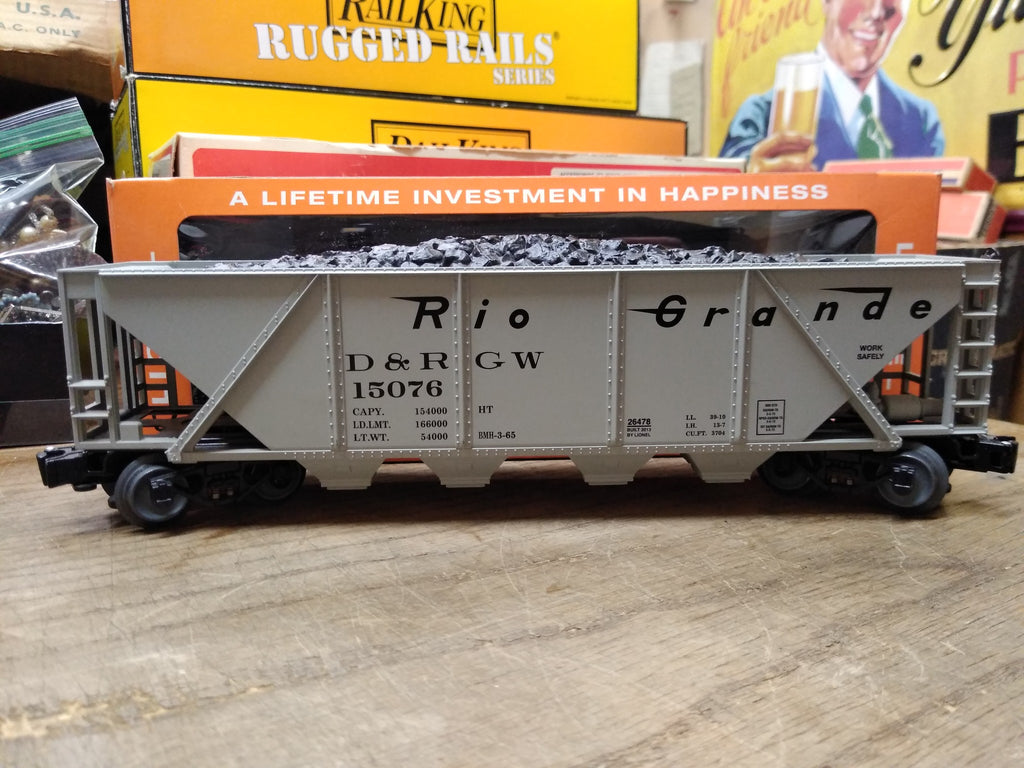 U.S.A.
A.C. ONLY
RAILKING
RUGGED RAILS
SERIES
RAILKING
A LIFETIME INVESTMENT IN HAPPINESS
Rio Grande
D&RGW
15076
CAPY. 154000 HT
LD.LMT. 166000
LT.WT. 54000 BMH-3-65
26478
BUILT 2013
BY LIONEL
I.L. 39-10
I.H. 13-7
CU.FT. 3704
WORK
SAFELY
friend